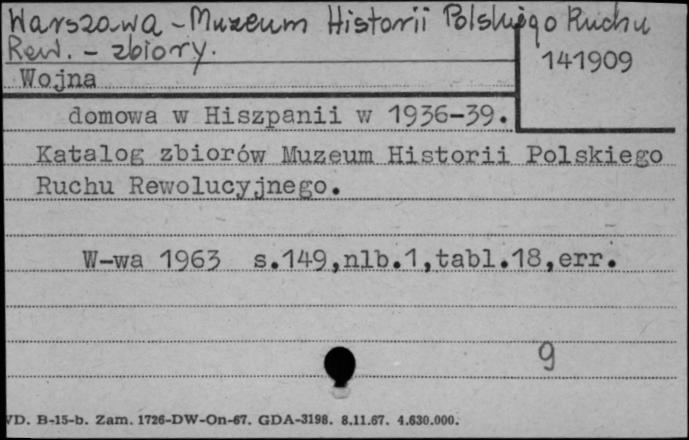 Warszawa - Muzeum Historii Polskiego Ruchu
Rew. - zbiory.
141909
Wojna
domowa w Hiszpanii w 1936-39.
Katalog zbiorów Muzeum Historii Polskiego
Ruchu Rewolucyjnego.
W-wa 1963 s.149,nlb.1,tabl.18,err.
9
VD. B-15-b. Zam. 1726-DW-On-67. GDA-3198. 8.11.67. 4.630.000.